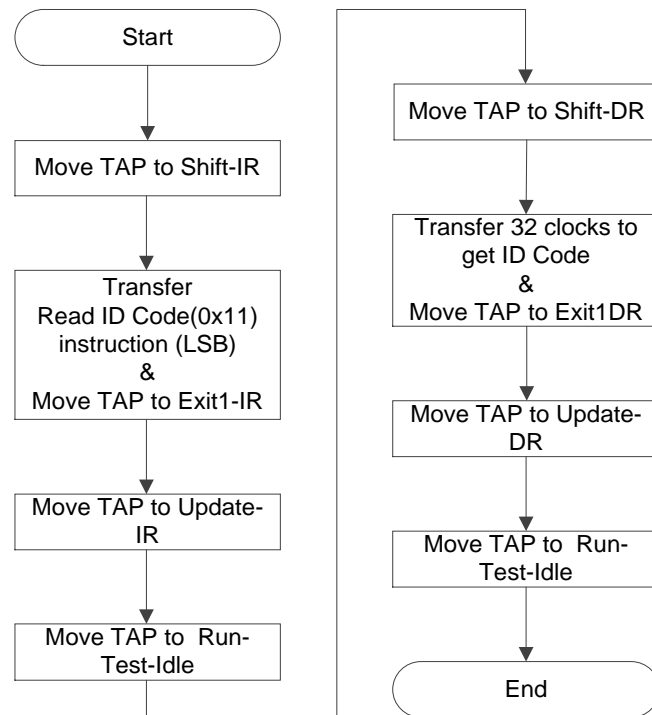 Start
Move TAP to Shift-IR
Transfer
Read ID Code(0x11)
instruction (LSB)
&
Move TAP to Exit1-IR
Move TAP to Update-
IR
Move TAP to  Run-
Test-Idle
Move TAP to Shift-DR
Transfer 32 clocks to
get ID Code
&
Move TAP to Exit1DR
Move TAP to Update-
DR
Move TAP to  Run-
Test-Idle
End